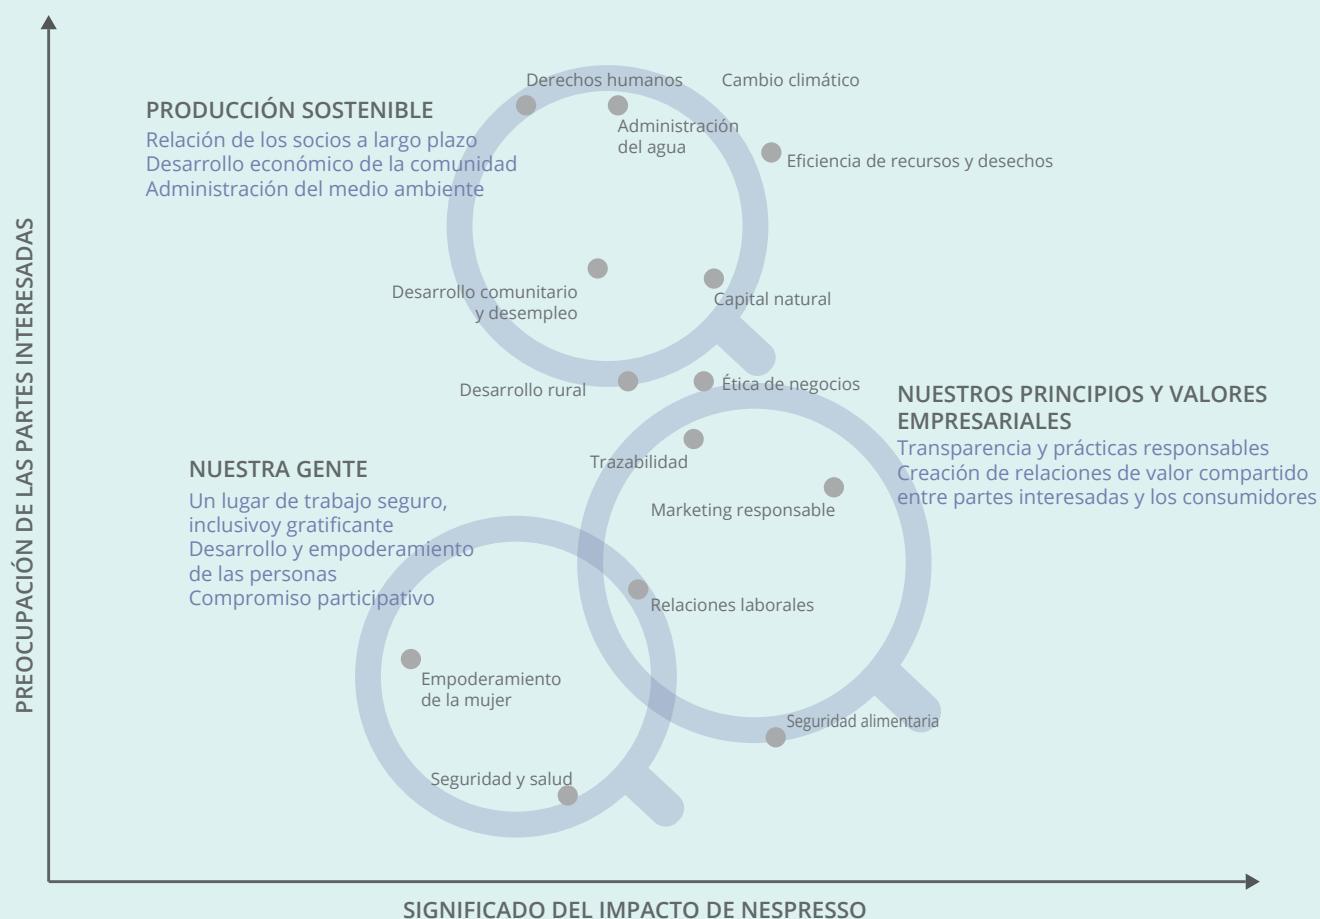 Derechos humanos
Cambio climático
PRODUCCIÓN SOSTENIBLE
Relación de los socios a largo plazo
Desarrollo económico de la comunidad
Administración del medio ambiente
Administración
del agua
Eficiencia de recursos y desechos
Desarrollo comunitario
y desempleo
Capital natural
Desarrollo rural
Ética de negocios
NUESTROS PRINCIPIOS Y VALORES
EMPRESARIALES
Transparencia y prácticas responsables
Creación de relaciones de valor compartido
entre partes interesadas y los consumidores
Trazabilidad
Marketing responsable
NUESTRA GENTE
Un lugar de trabajo seguro,
inclusivoy gratificante
Desarrollo y empoderamiento
de las personas
Compromiso participativo
Relaciones laborales
Empoderamiento
de la mujer
Seguridad alimentaria
Seguridad y salud
PREOCUPACIÓN DE LAS PARTES INTERESADAS
SIGNIFICADO DEL IMPACTO DE NESPRESSO